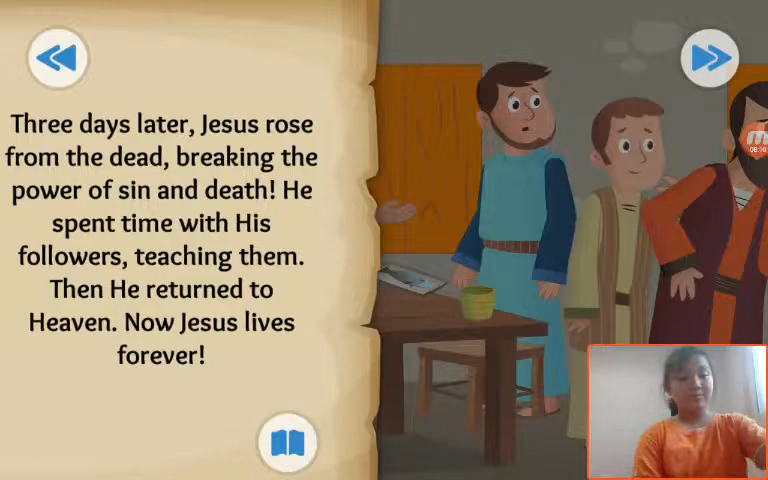 Three days later, Jesus rose
from the dead, breaking the
power of sin and death! He
spent time with His
followers, teaching them.
Then He returned to
Heaven. Now Jesus lives
forever!